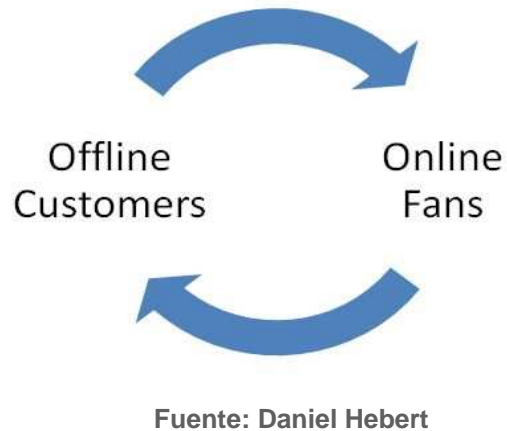 Offline
Customers
Online
Fans
Fuente: Daniel Hebert